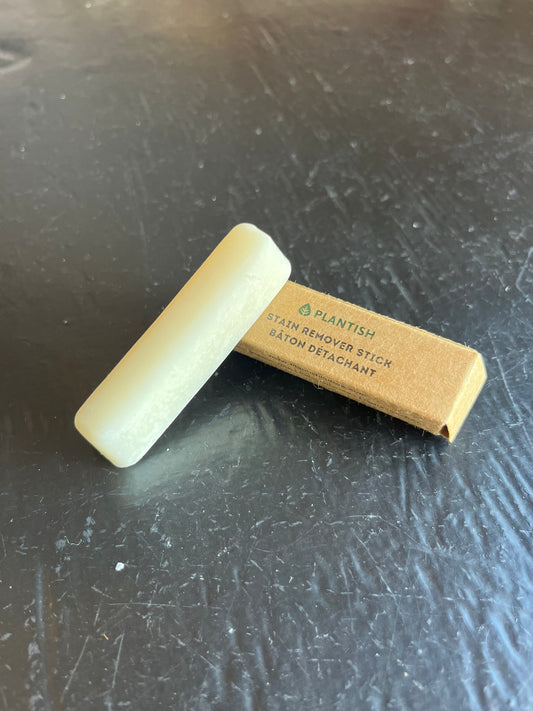 PLANTISH
STAIN REMOVER STICK
BÂTON DÉTACHANT